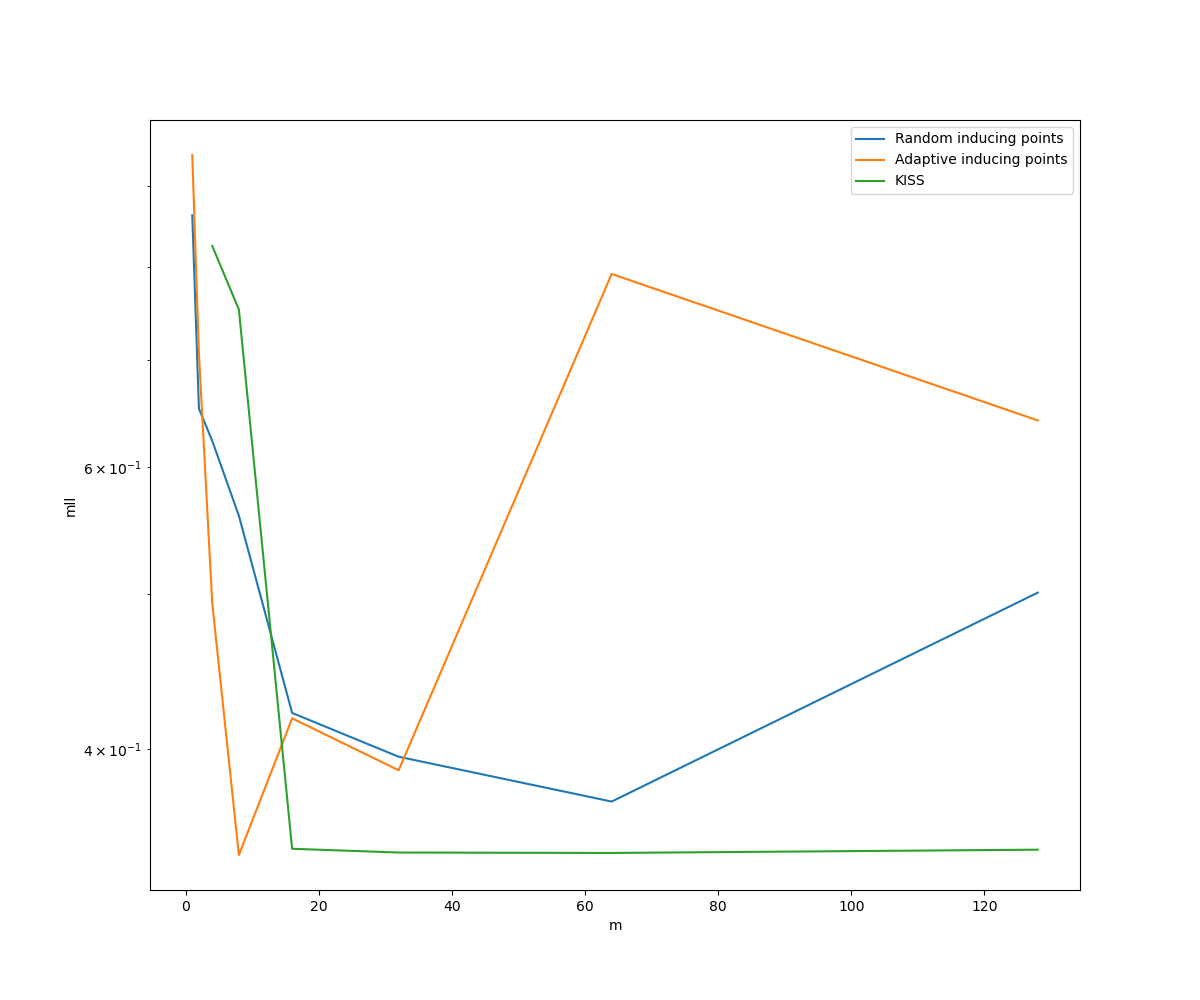 Random inducing points
Adaptive inducing points
KISS
6 × 10⁻¹
4 × 10⁻¹
mll
0 20 40 60 80 100 120
m